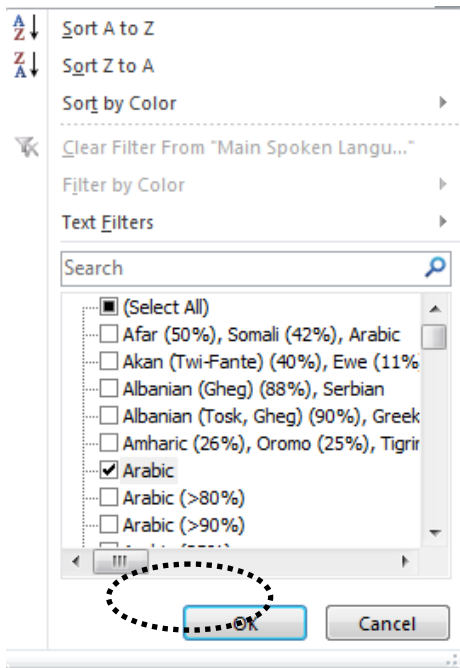 Sort A to Z
Sort Z to A
Sort by Color
Clear Filter From "Main Spoken Langu..."
Filter by Color
Text Filters
Search
(Select All)
Afar (50%), Somali (42%), Arabic
Akan (Twi-Fante) (40%), Ewe (11%
Albanian (Gheg) (88%), Serbian
Albanian (Tosk, Gheg) (90%), Greek
Amharic (26%), Oromo (25%), Tigrir
Arabic
Arabic (>80%)
Arabic (>90%)
OK
Cancel